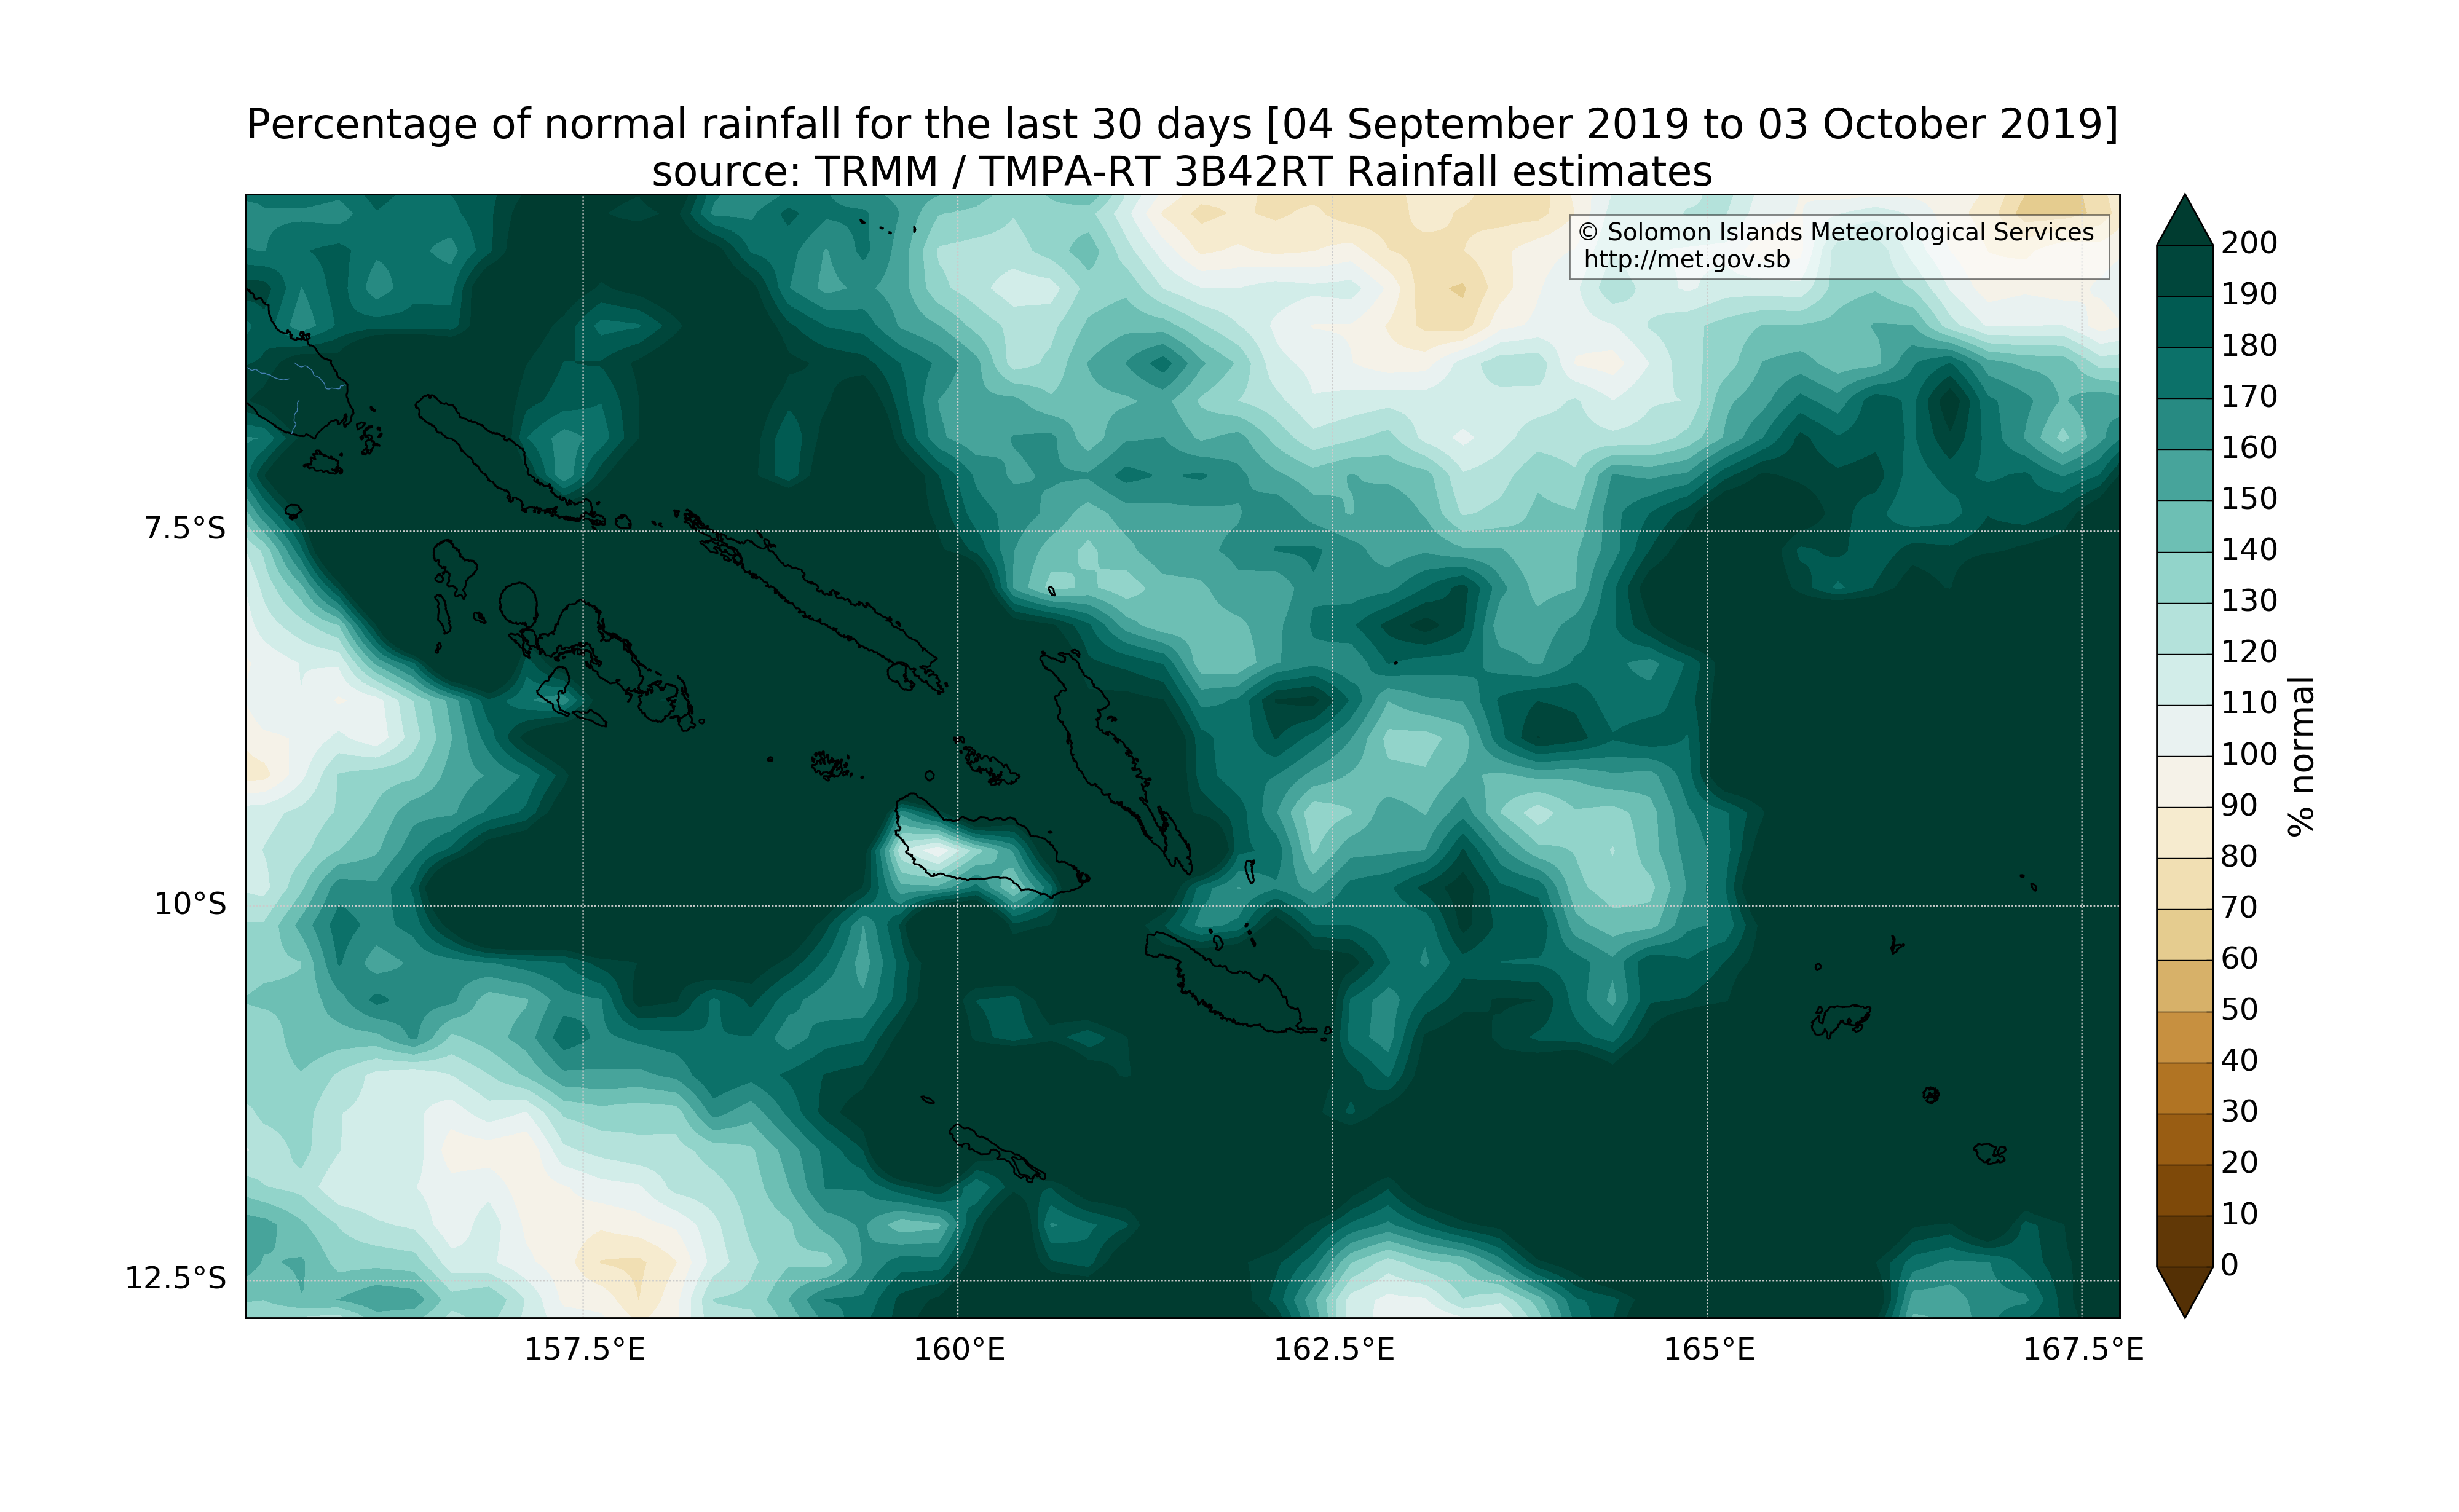 Percentage of normal rainfall for the last 30 days [04 September 2019 to 03 October 2019]
source: TRMM / TMPA-RT 3B42RT Rainfall estimates
© Solomon Islands Meteorological Services
http://met.gov.sb
7.5°S
10°S
12.5°S
157.5°E
160°E
162.5°E
165°E
167.5°E
200
190
180
170
160
150
140
130
120
110
100
90
80
70
60
50
40
30
20
10
0
% normal